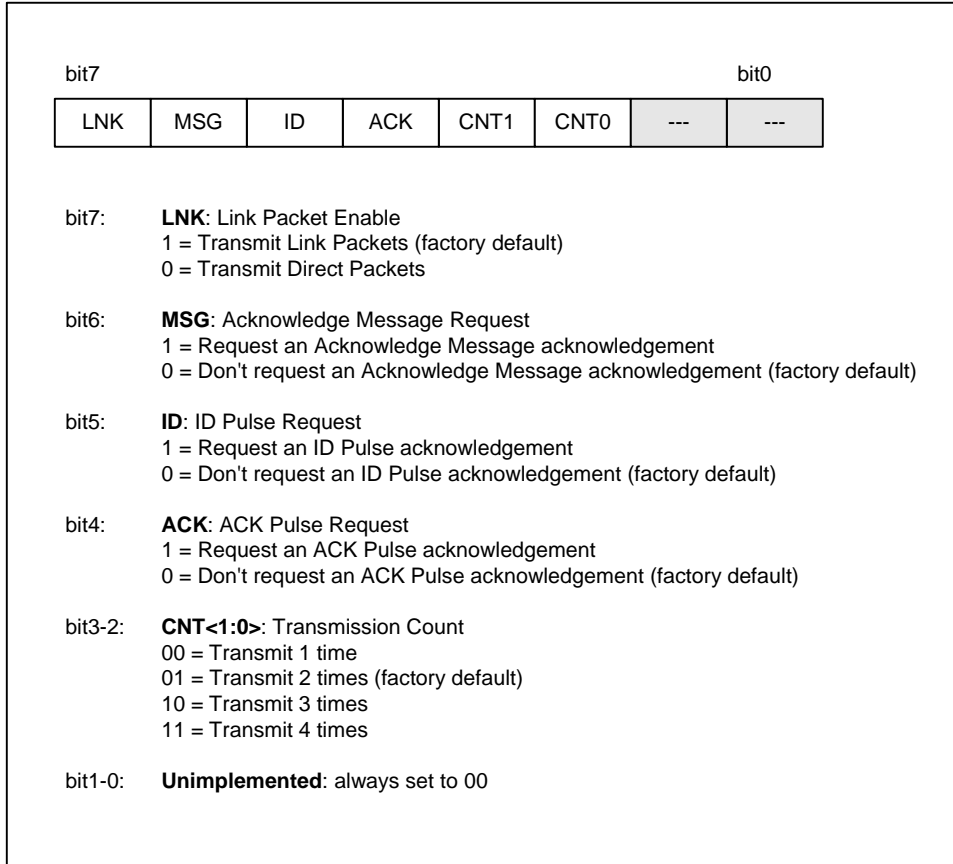 bit7 bit0
LNK MSG ID ACK CNT1 CNT0 --- ---
bit7: LNK: Link Packet Enable
1 = Transmit Link Packets (factory default)
0 = Transmit Direct Packets
bit6: MSG: Acknowledge Message Request
1 = Request an Acknowledge Message acknowledgement
0 = Don't request an Acknowledge Message acknowledgement (factory default)
bit5: ID: ID Pulse Request
1 = Request an ID Pulse acknowledgement
0 = Don't request an ID Pulse acknowledgement (factory default)
bit4: ACK: ACK Pulse Request
1 = Request an ACK Pulse acknowledgement
0 = Don't request an ACK Pulse acknowledgement (factory default)
bit3-2: CNT<1:0>: Transmission Count
00 = Transmit 1 time
01 = Transmit 2 times (factory default)
10 = Transmit 3 times
11 = Transmit 4 times
bit1-0: Unimplemented: always set to 00